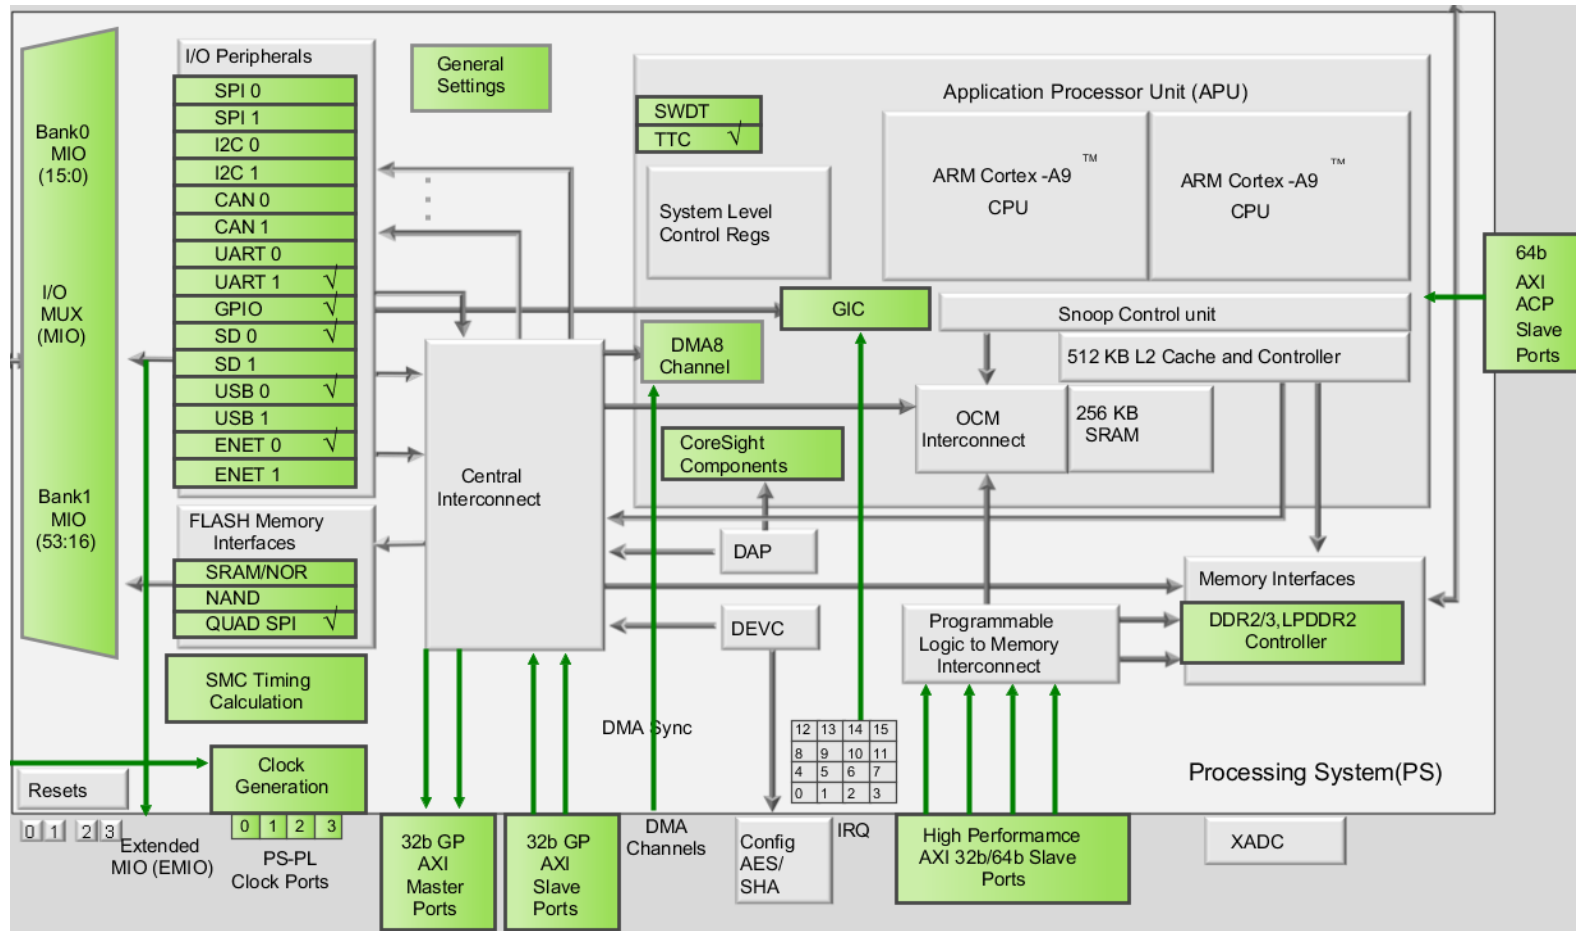 Bank0
MIO
(15:0)
I/O
MUX
(MIO)
Bank1
MIO
(53:16)
I/O Peripherals
SPI 0
SPI 1
I2C 0
I2C 1
CAN 0
CAN 1
UART 0
UART 1 √
GPIO √
SD 0 √
SD 1
USB 0 √
USB 1
ENET 0 √
ENET 1
FLASH Memory
Interfaces
SRAM/NOR
NAND
QUAD SPI √
SMC Timing
Calculation
General
Settings
Application Processor Unit (APU)
SWDT
TTC √
System Level
Control Regs
ARM Cortex -A9 ™
CPU
ARM Cortex -A9 ™
CPU
GIC
Snoop Control unit
DMA8
Channel
512 KB L2 Cache and Controller
OCM
Interconnect
256 KB
SRAM
CoreSight
Components
Central
Interconnect
DAP
DEVC
Programmable
Logic to Memory
Interconnect
Memory Interfaces
DDR2/3,LPDDR2
Controller
64b
AXI
ACP
Slave
Ports
DMA Sync
12 13 14 15
8 9 10 11
4 5 6 7
0 1 2 3
Processing System(PS)
Clock
Generation
Resets
0 1 2 3
Extended
MIO (EMIO)
0 1 2 3
PS-PL
Clock Ports
32b GP
AXI
Master
Ports
32b GP
AXI
Slave
Ports
DMA
Channels
Config
AES/
SHA
IRQ
High Performamce
AXI 32b/64b Slave
Ports
XADC